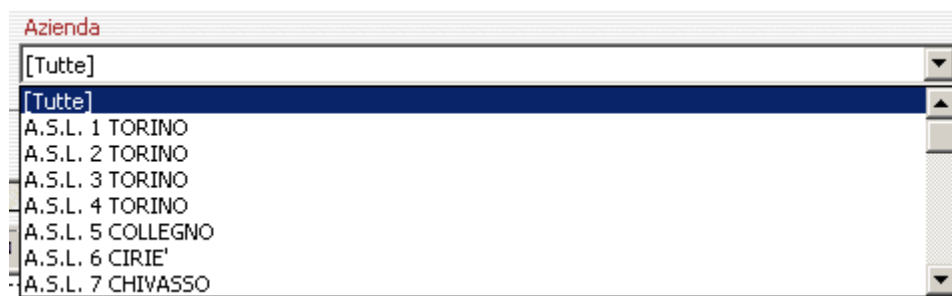 Azienda
[Tutte]
[Tutte]
A.S.L. 1 TORINO
A.S.L. 2 TORINO
A.S.L. 3 TORINO
A.S.L. 4 TORINO
A.S.L. 5 COLLEGNO
A.S.L. 6 CIRIE'
A.S.L. 7 CHIVASSO